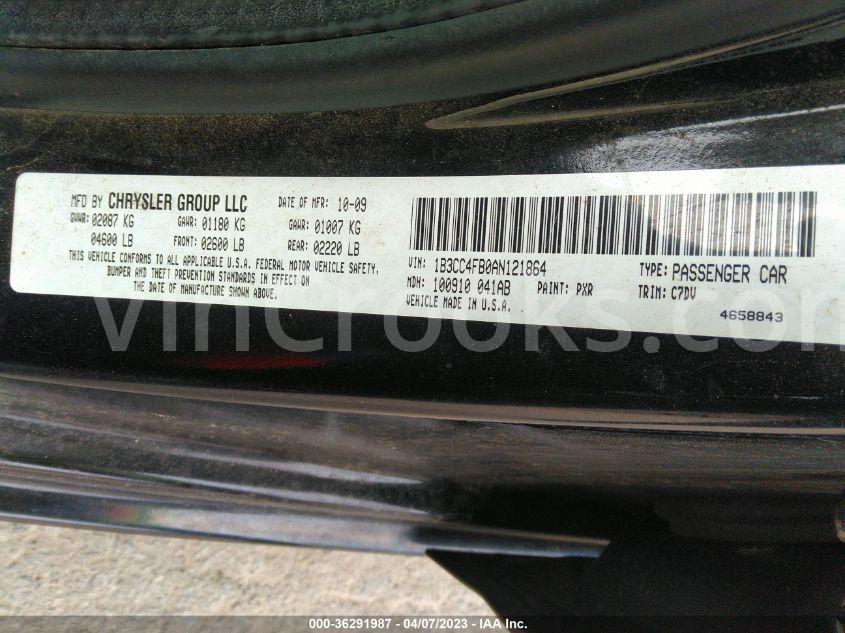 MFD BY CHRYSLER GROUP LLC
DATE OF MFR: 10-09
GVWR: 02087 KG
GAWR: 01180 KG
GAWR: 01007 KG
04600 LB
FRONT: 02600 LB
REAR: 02220 LB
THIS VEHICLE CONFORMS TO ALL APPLICABLE U.S.A. FEDERAL MOTOR VEHICLE SAFETY,
BUMPER AND THEFT PREVENTION STANDARDS IN EFFECT ON
THE DATE OF MANUFACTURE SHOWN ABOVE.
VIN: 1B3CC4FB0AN121864
TYPE: PASSENGER CAR
MDH: 100910 041AB
PAINT: PXR
TRIM: C7DV
VEHICLE MADE IN U.S.A.
4658843
VinCrooks.com
000-36291987 - 04/07/2023 - IAA Inc.